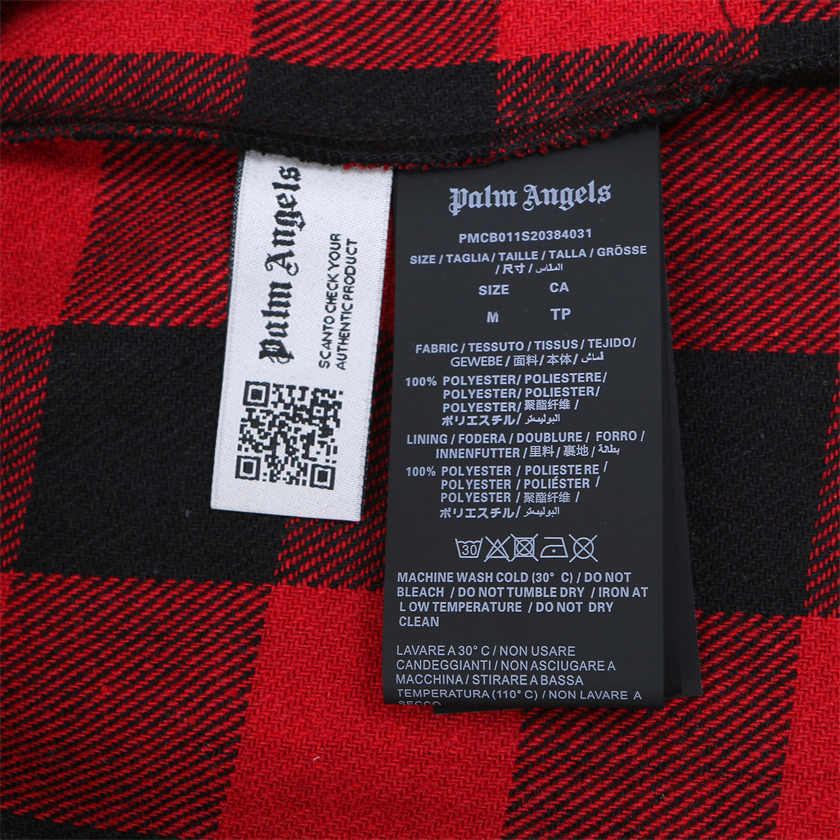 Palm Angels
SCAN TO CHECK YOUR
AUTHENTIC PRODUCT
Palm Angels
PMCB011S20384031
SIZE / TAGLIA / TAILLE / TALLA / GRÖSSE
/ 尺寸 / المقاس
SIZE CA
M TP
FABRIC / TESSUTO / TISSUS / TEJIDO/
GEWEBE / 面料 / 本体 / قماش
100% POLYESTER/ POLIESTERE/
POLYESTER/ POLIESTER/
POLYESTER/ 聚酯纤维 /
ポリエステル/ البوليستر
LINING / FODERA / DOUBLURE / FORRO /
INNENFUTTER / 里料 / 裏地 / بطانة
100% POLYESTER / POLIESTERE /
POLYESTER / POLIÉSTER /
POLYESTER / 聚酯纤维 /
ポリエステル/ البوليستر
30
MACHINE WASH COLD (30° C) / DO NOT
BLEACH / DO NOT TUMBLE DRY / IRON AT
LOW TEMPERATURE / DO NOT DRY
CLEAN
LAVARE A 30° C / NON USARE
CANDEGGIANTI / NON ASCIUGARE A
MACCHINA / STIRARE A BASSA
TEMPERATURA (110° C) / NON LAVARE A
SECCO